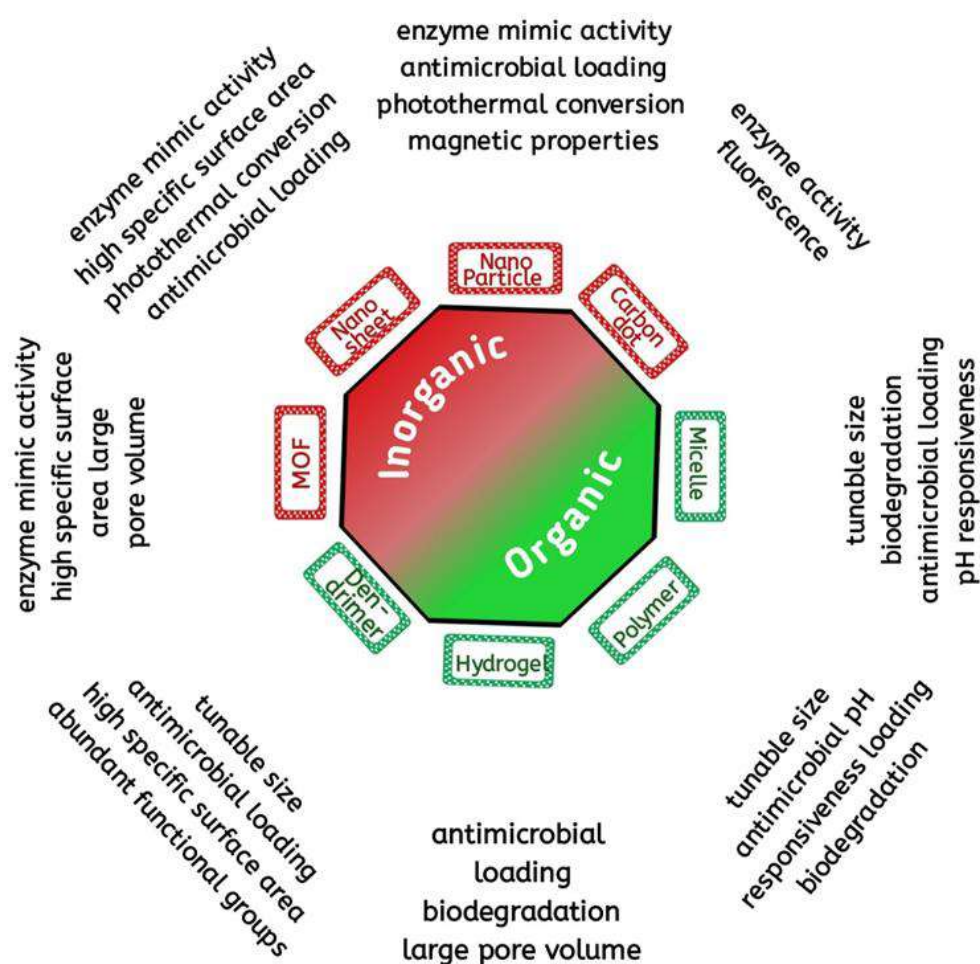 enzyme mimic activity
antimicrobial loading
photothermal conversion
magnetic properties
enzyme activity
fluorescence
tunable size
biodegradation
antimicrobial loading
pH responsiveness
tunable size
antimicrobial pH
responsiveness loading
biodegradation
antimicrobial
loading
biodegradation
large pore volume
tunable size
antimicrobial loading
high specific surface area
abundant functional groups
enzyme mimic activity
high specific surface
area large
pore volume
enzyme mimic activity
high specific surface area
photothermal conversion
antimicrobial loading
Nano
Particle
Carbon
dot
Micelle
Polymer
Hydrogel
Den-
drimer
MOF
Nano
sheet
Inorganic
Organic